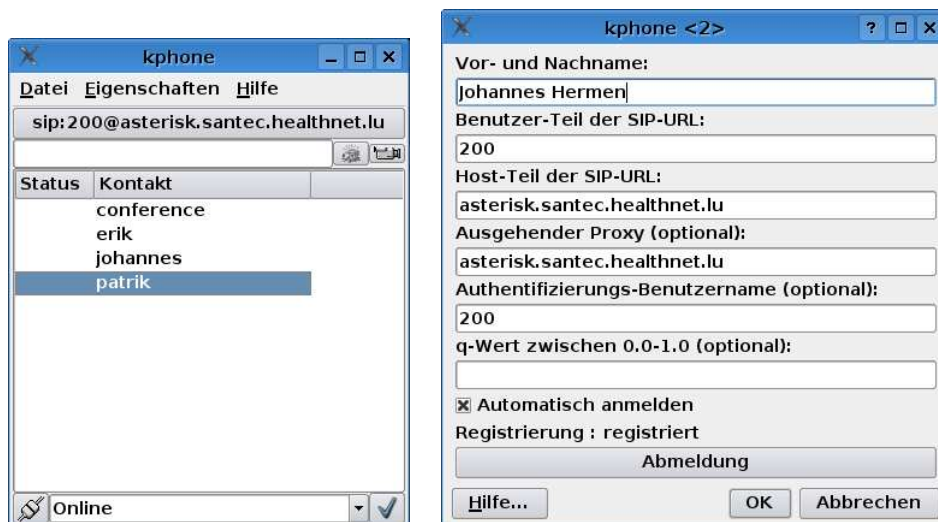 kphone
Datei Eigenschaften Hilfe
sip:200@asterisk.santec.healthnet.lu
Status Kontakt
conference
erik
johannes
patrik
Online
kphone <2>
Vor- und Nachname:
Johannes Hermen
Benutzer-Teil der SIP-URL:
200
Host-Teil der SIP-URL:
asterisk.santec.healthnet.lu
Ausgehender Proxy (optional):
asterisk.santec.healthnet.lu
Authentifizierungs-Benutzername (optional):
200
q-Wert zwischen 0.0-1.0 (optional):
Automatisch anmelden
Registrierung : registriert
Abmeldung
Hilfe... OK Abbrechen